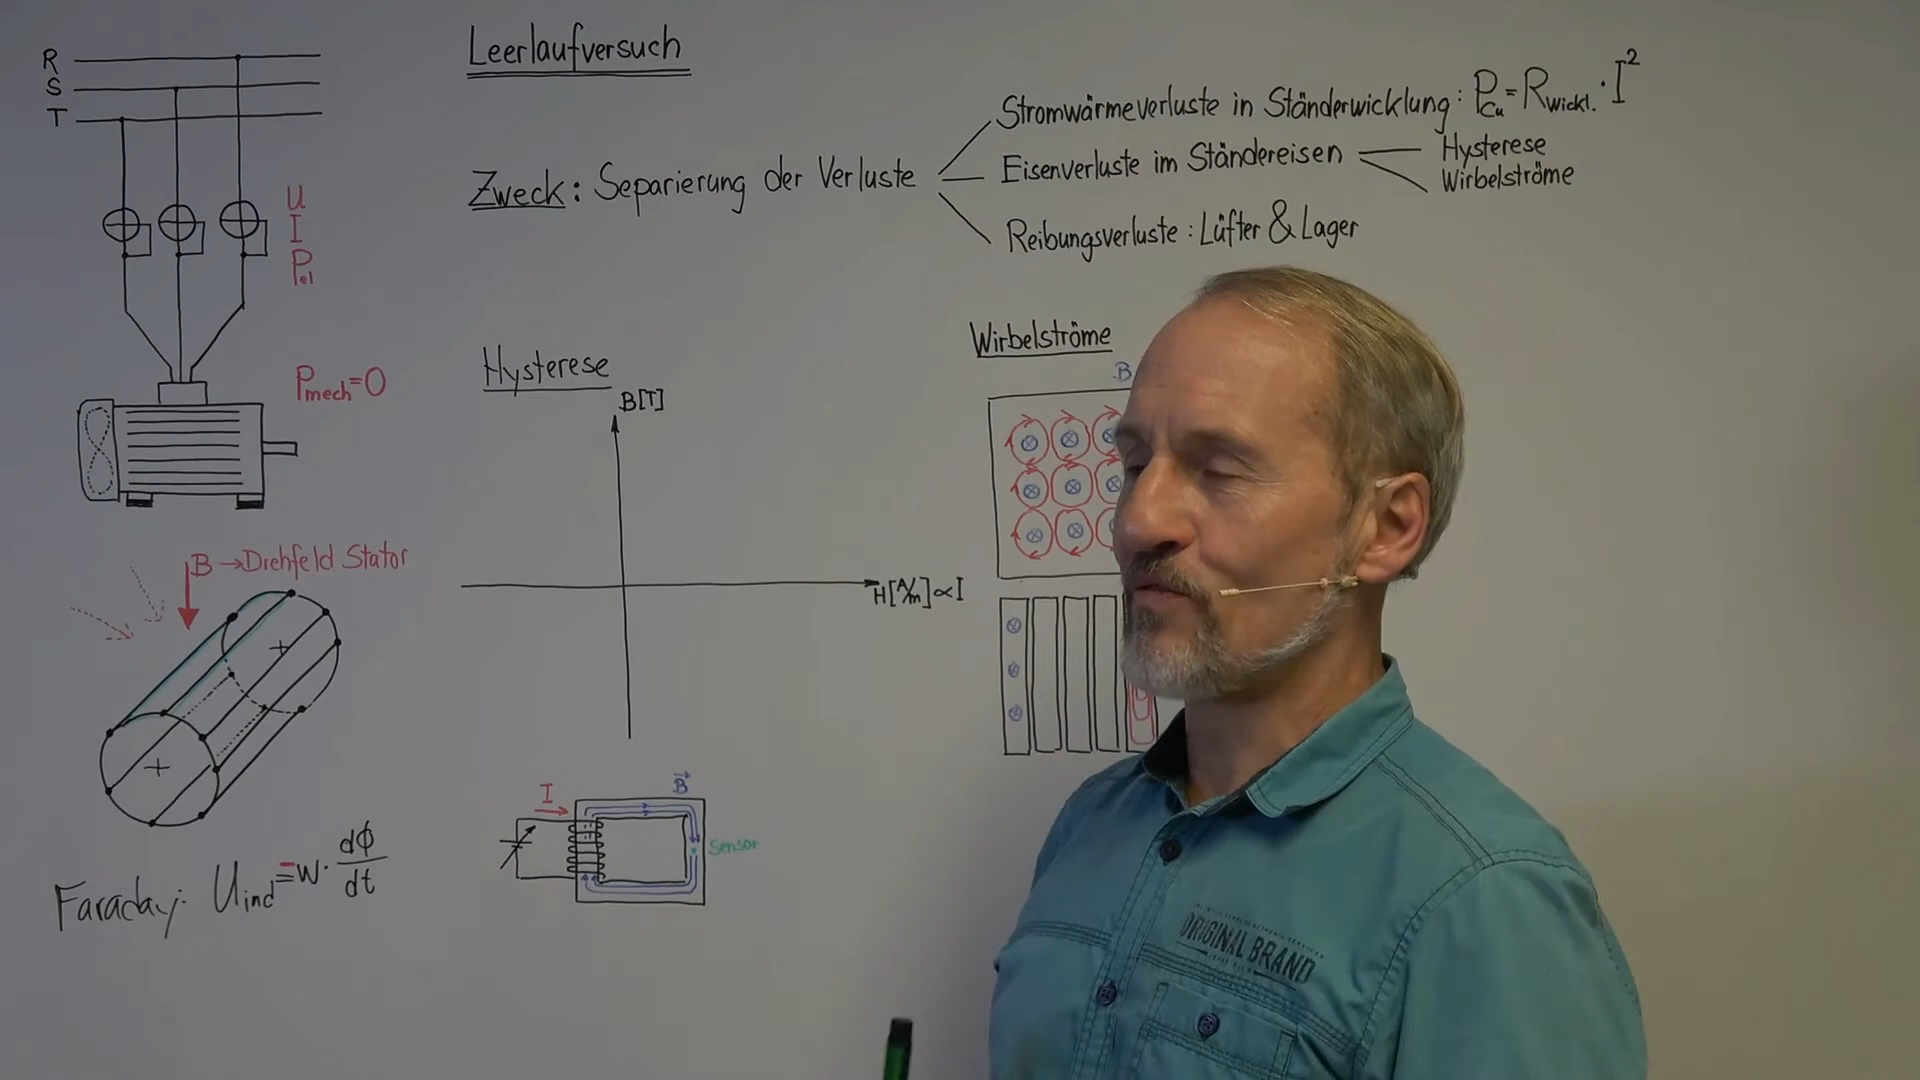 Leerlaufversuch
R
S
T
U
I
Pel
Pmech=0
Zweck: Separierung der Verluste
Stromwärmeverluste in Ständerwicklung: PCu=Rwickl.·I²
Eisenverluste im Ständereisen
Hysterese
Wirbelströme
Reibungsverluste: Lüfter & Lager
Hysterese
B[T]
H[A/m]∝I
Wirbelströme
B
B→Drehfeld Stator
I
B⃗
Sensor
Faraday: Uind=-w·dϕ/dt
ORIGINAL BRAND